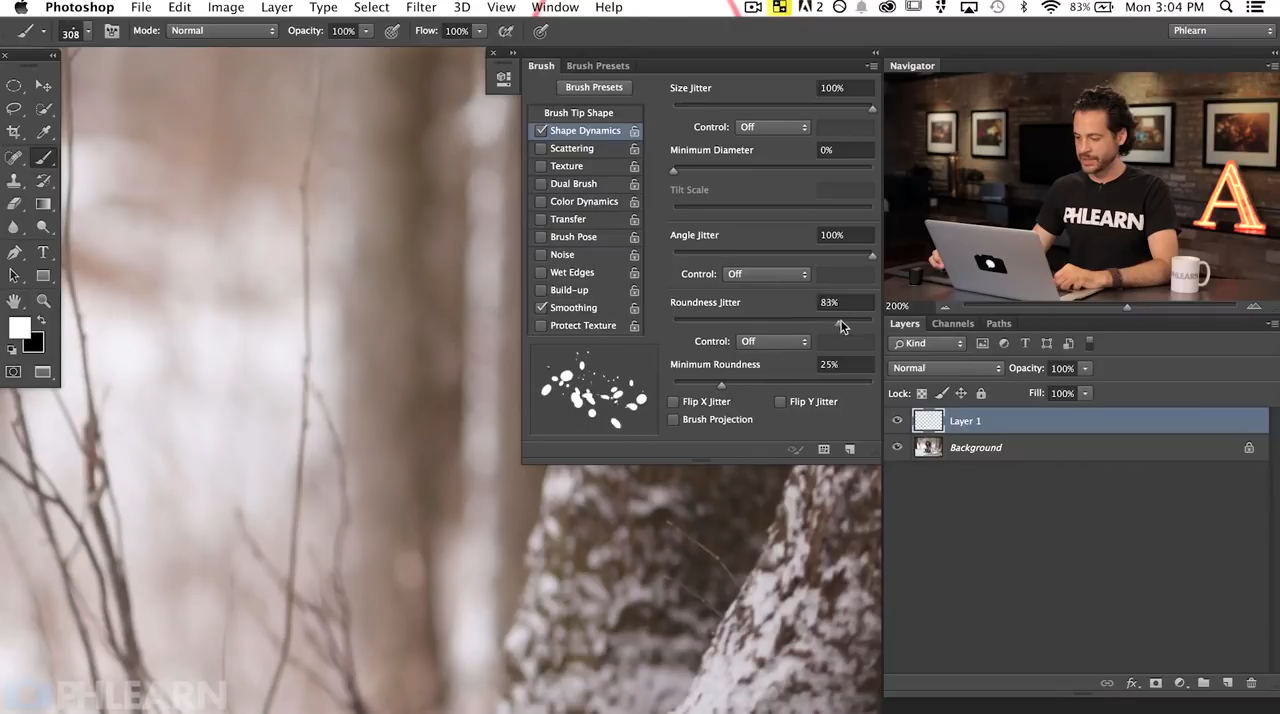 Photoshop File Edit Image Layer Type Select Filter 3D View Window Help 2 83% Mon 3:04 PM
308 Mode: Normal Opacity: 100% Flow: 100% Phlearn
Brush Brush Presets
Brush Presets
Brush Tip Shape
Shape Dynamics
Scattering
Texture
Dual Brush
Color Dynamics
Transfer
Brush Pose
Noise
Wet Edges
Build-up
Smoothing
Protect Texture
Size Jitter 100%
Control: Off
Minimum Diameter 0%
Tilt Scale
Angle Jitter 100%
Control: Off
Roundness Jitter 83%
Control: Off
Minimum Roundness 25%
Flip X Jitter Flip Y Jitter
Brush Projection
Navigator
PHLEARN
PHLEARN
200%
Layers Channels Paths
Kind
Normal Opacity: 100%
Lock: Fill: 100%
Layer 1
Background
PHLEARN